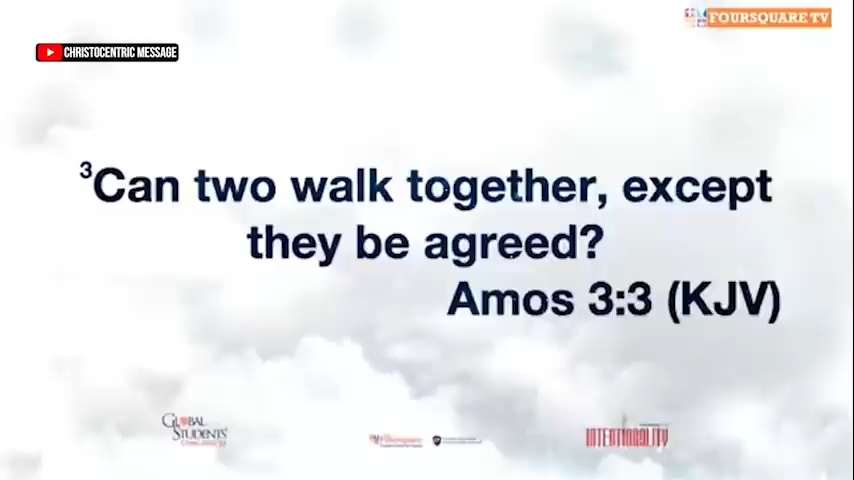 FOURSQUARE TV
CHRISTOCENTRIC MESSAGE
³Can two walk together, except
they be agreed?
Amos 3:3 (KJV)
GLOBAL
STUDENTS'
INTENTIONALITY